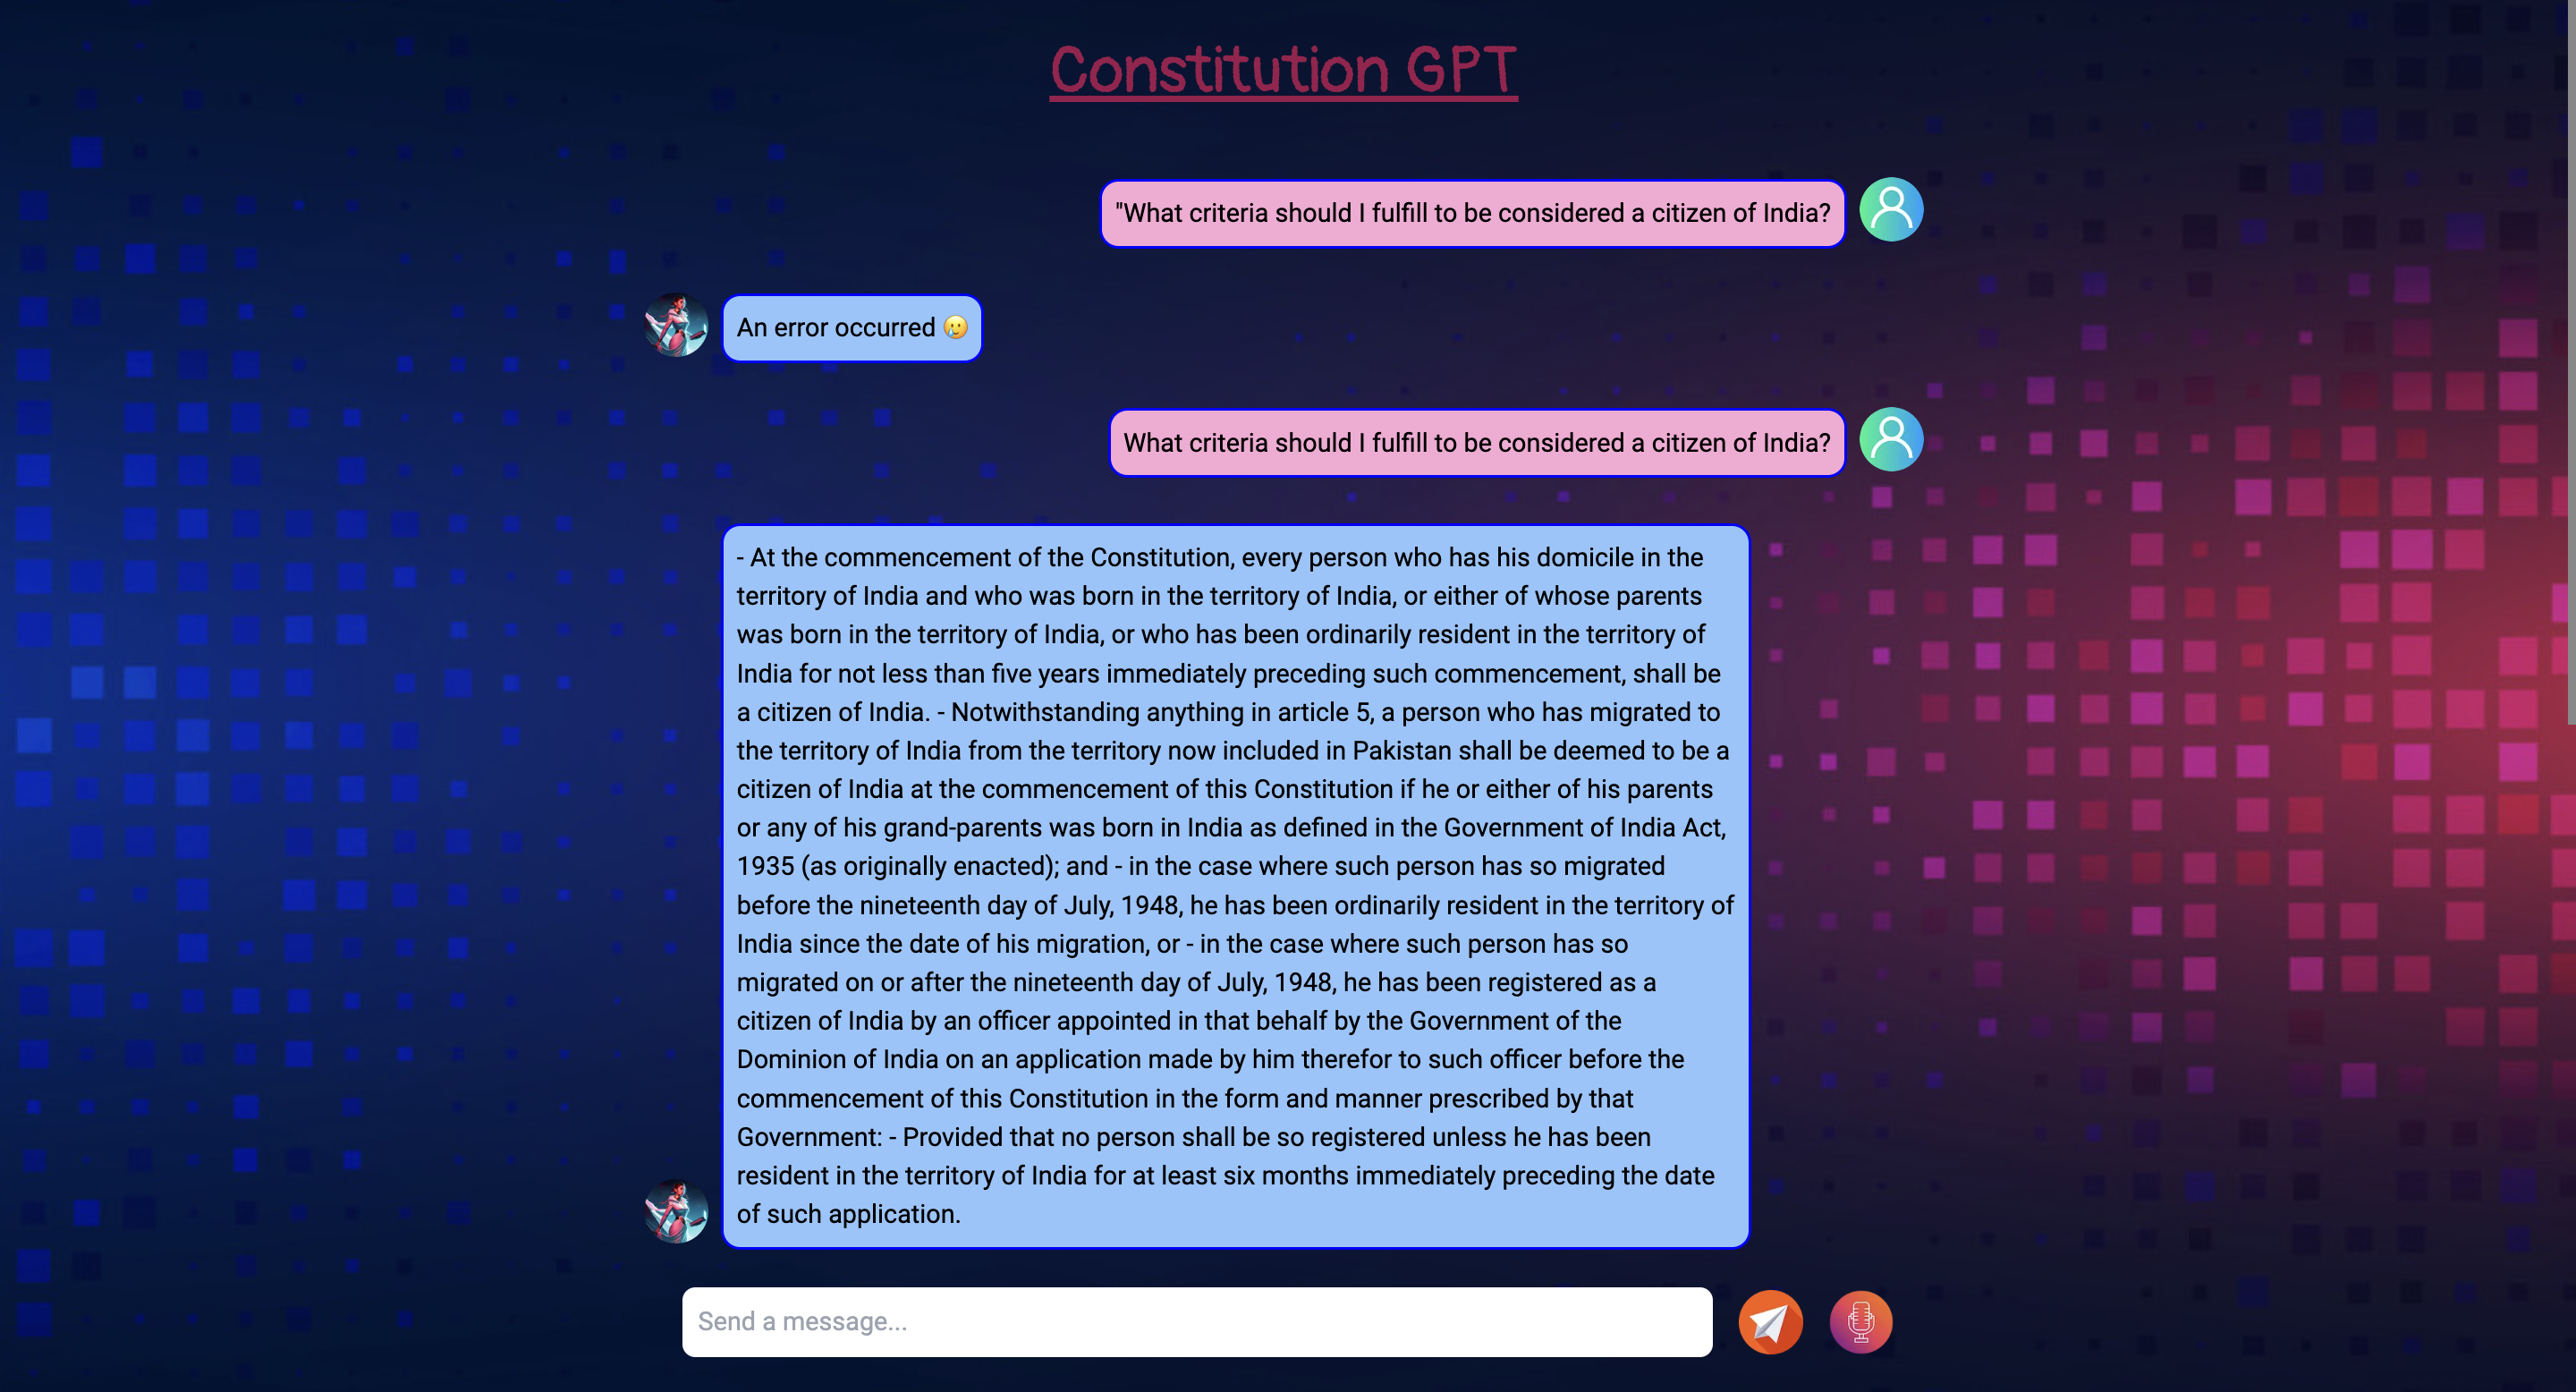 Constitution GPT
"What criteria should I fulfill to be considered a citizen of India?
An error occurred 🥲
What criteria should I fulfill to be considered a citizen of India?
- At the commencement of the Constitution, every person who has his domicile in the
territory of India and who was born in the territory of India, or either of whose parents
was born in the territory of India, or who has been ordinarily resident in the territory of
India for not less than five years immediately preceding such commencement, shall be
a citizen of India. - Notwithstanding anything in article 5, a person who has migrated to
the territory of India from the territory now included in Pakistan shall be deemed to be a
citizen of India at the commencement of this Constitution if he or either of his parents
or any of his grand-parents was born in India as defined in the Government of India Act,
1935 (as originally enacted); and - in the case where such person has so migrated
before the nineteenth day of July, 1948, he has been ordinarily resident in the territory of
India since the date of his migration, or - in the case where such person has so
migrated on or after the nineteenth day of July, 1948, he has been registered as a
citizen of India by an officer appointed in that behalf by the Government of the
Dominion of India on an application made by him therefor to such officer before the
commencement of this Constitution in the form and manner prescribed by that
Government: - Provided that no person shall be so registered unless he has been
resident in the territory of India for at least six months immediately preceding the date
of such application.
Send a message...